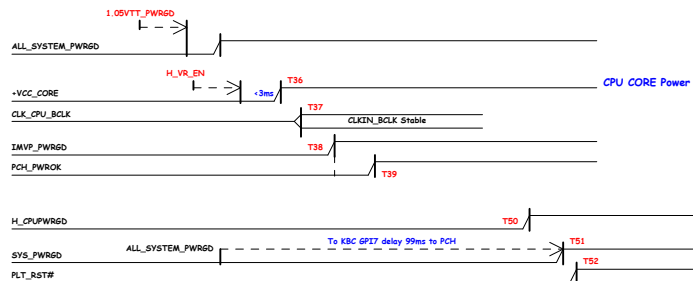 1.05VTT_PWRGD
ALL_SYSTEM_PWRGD
H_VR_EN
T36
CPU CORE Power
+VCC_CORE
<3ms
T37
CLK_CPU_BCLK
CLKIN_BCLK Stable
IMVP_PWRGD
T38
PCH_PWROK
T39
H_CPUPWRGD
T50
To KBC GPI7 delay 99ms to PCH
T51
ALL_SYSTEM_PWRGD
SYS_PWRGD
T52
PLT_RST#